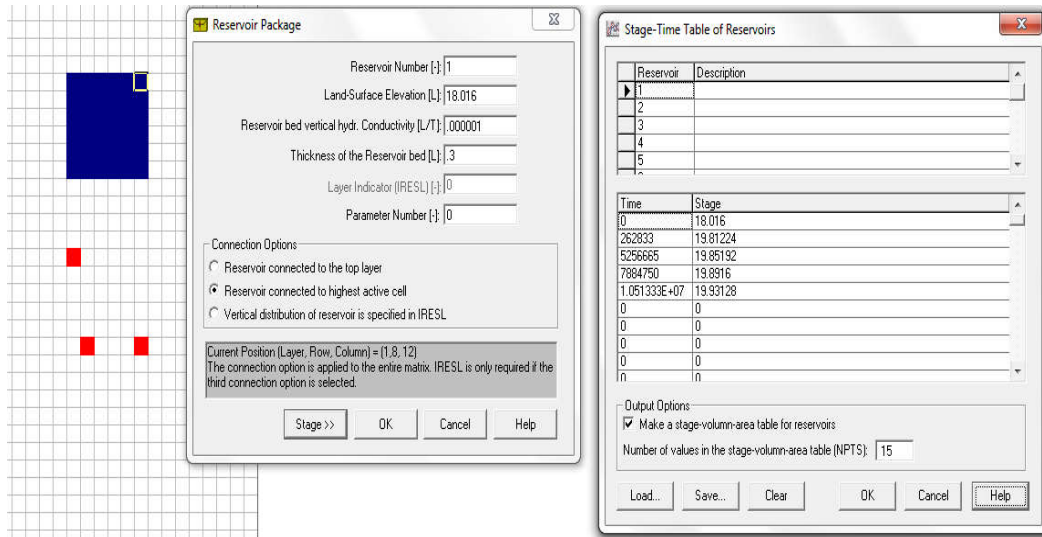 Reservoir Package
Reservoir Number [-]: 1
Land-Surface Elevation [L]: 18.016
Reservoir bed vertical hydr. Conductivity [L/T]: .000001
Thickness of the Reservoir bed [L]: .3
Layer Indicator (IRESL) [-]: 0
Parameter Number [-]: 0
Connection Options
Reservoir connected to the top layer
Reservoir connected to highest active cell
Vertical distribution of reservoir is specified in IRESL
Current Position (Layer, Row, Column) = (1,8, 12)
The connection option is applied to the entire matrix. IRESL is only required if the
third connection option is selected.
Stage >> OK Cancel Help
Stage-Time Table of Reservoirs
Reservoir Description
1
2
3
4
5
Time Stage
0 18.016
262833 19.81224
5256665 19.85192
7884750 19.8916
1.051333E+07 19.93128
0 0
0 0
0 0
0 0
0 0
Output Options
Make a stage-volume-area table for reservoirs
Number of values in the stage-volume-area table (NPTS): 15
Load... Save... Clear OK Cancel Help